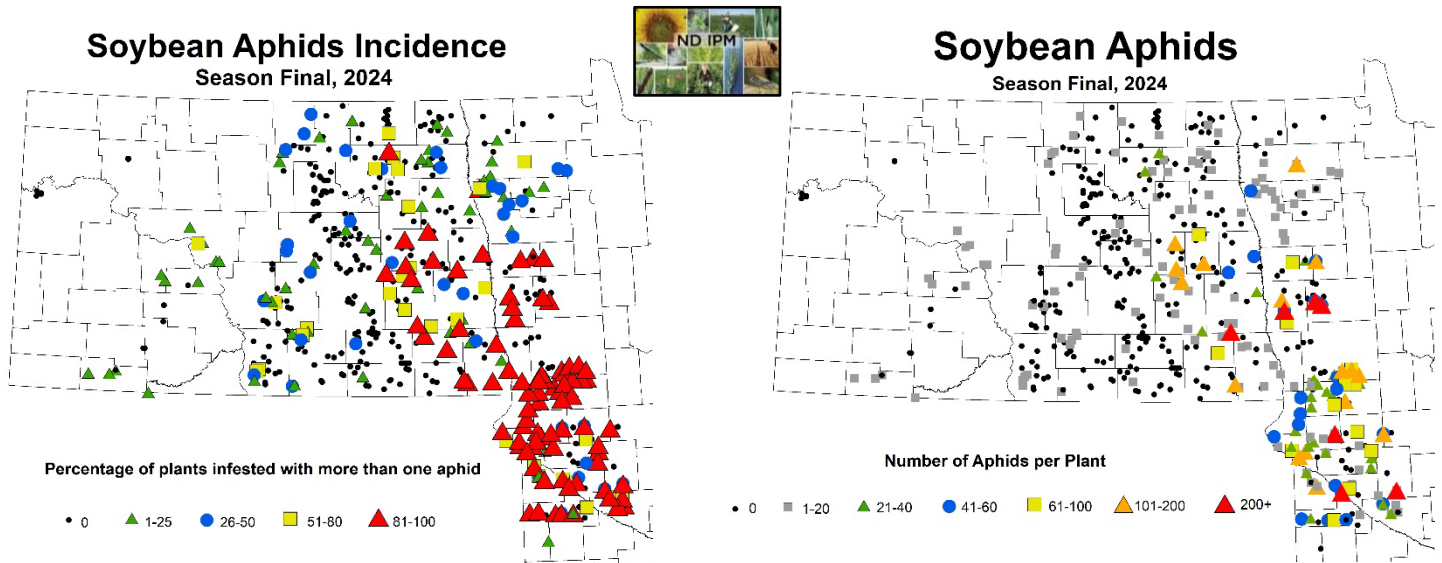 Soybean Aphids Incidence
Season Final, 2024
Percentage of plants infested with more than one aphid
0
1-25
26-50
51-80
81-100
ND IPM
Soybean Aphids
Season Final, 2024
Number of Aphids per Plant
0
1-20
21-40
41-60
61-100
101-200
200+